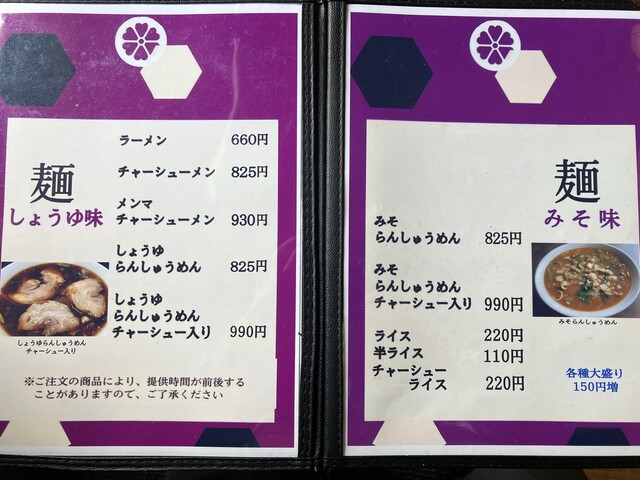 麺
しょうゆ味
ラーメン 660円
チャーシューメン 825円
メンマ
チャーシューメン 930円
しょうゆ
らんしゅうめん 825円
しょうゆ
らんしゅうめん
チャーシュー入り 990円
しょうゆらんしゅうめん
チャーシュー入り
※ご注文の商品により、提供時間が前後する
ことがありますので、ご了承ください
麺
みそ味
みそ
らんしゅうめん 825円
みそ
らんしゅうめん
チャーシュー入り 990円
みそらんしゅうめん
ライス 220円
半ライス 110円
チャーシュー
ライス 220円
各種大盛り
150円増